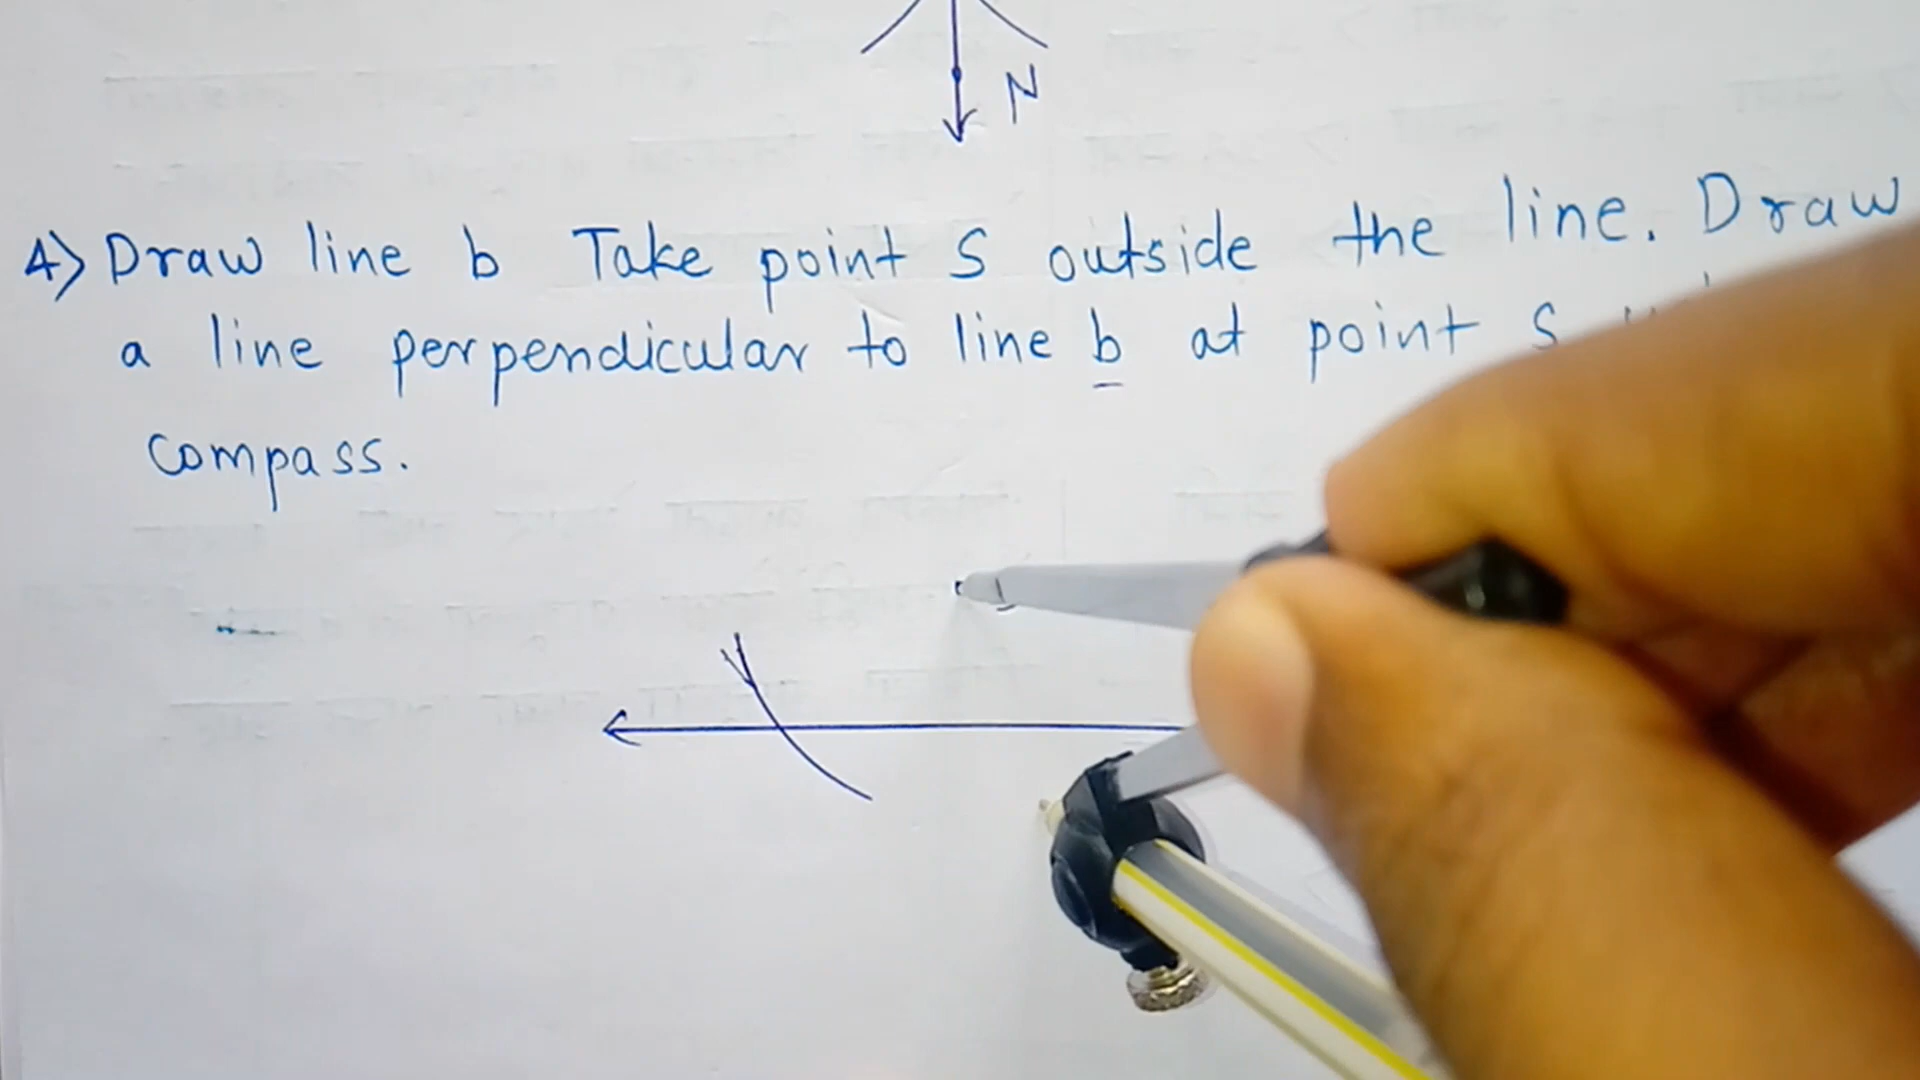 N
4) Draw line b Take point S outside the line. Draw
a line perpendicular to line b at point S
compass.